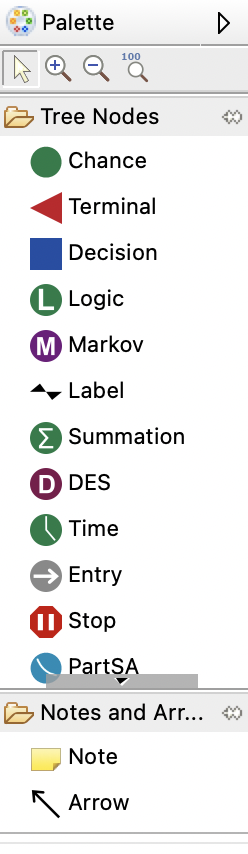 Palette
100
Tree Nodes
Chance
Terminal
Decision
L Logic
M Markov
Label
Σ Summation
D DES
Time
Entry
Stop
PartSA
Notes and Arr...
Note
Arrow